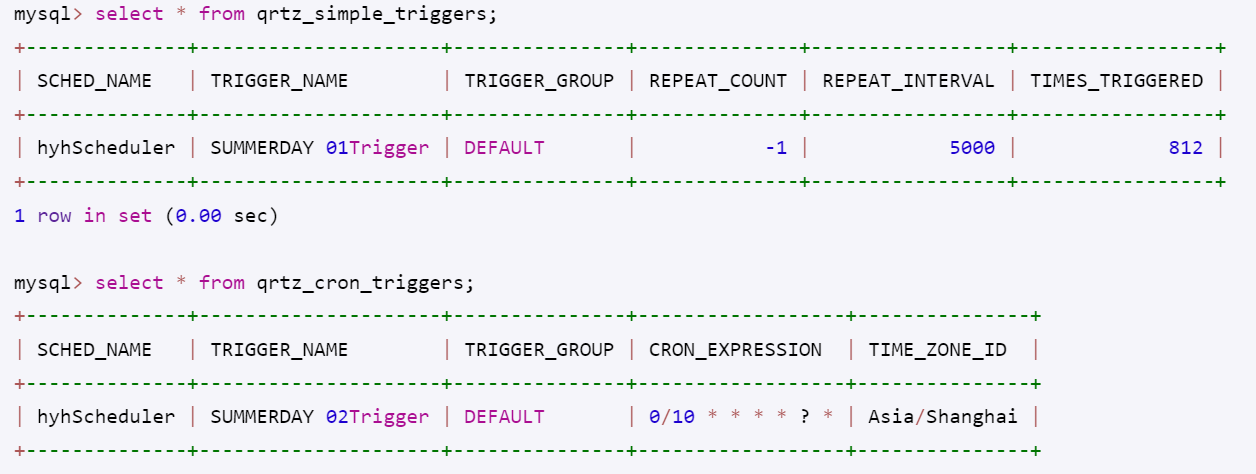 mysql> select * from qrtz_simple_triggers;
+--------------+---------------------+---------------+--------------+-----------------+-----------------+
| SCHED_NAME   | TRIGGER_NAME        | TRIGGER_GROUP | REPEAT_COUNT | REPEAT_INTERVAL | TIMES_TRIGGERED |
+--------------+---------------------+---------------+--------------+-----------------+-----------------+
| hyhScheduler | SUMMERDAY 01Trigger | DEFAULT       |           -1 |            5000 |             812 |
+--------------+---------------------+---------------+--------------+-----------------+-----------------+
1 row in set (0.00 sec)
mysql> select * from qrtz_cron_triggers;
+--------------+---------------------+---------------+------------------+---------------+
| SCHED_NAME   | TRIGGER_NAME        | TRIGGER_GROUP | CRON_EXPRESSION  | TIME_ZONE_ID  |
+--------------+---------------------+---------------+------------------+---------------+
| hyhScheduler | SUMMERDAY 02Trigger | DEFAULT       | 0/10 * * * * ? * | Asia/Shanghai |
+--------------+---------------------+---------------+------------------+---------------+